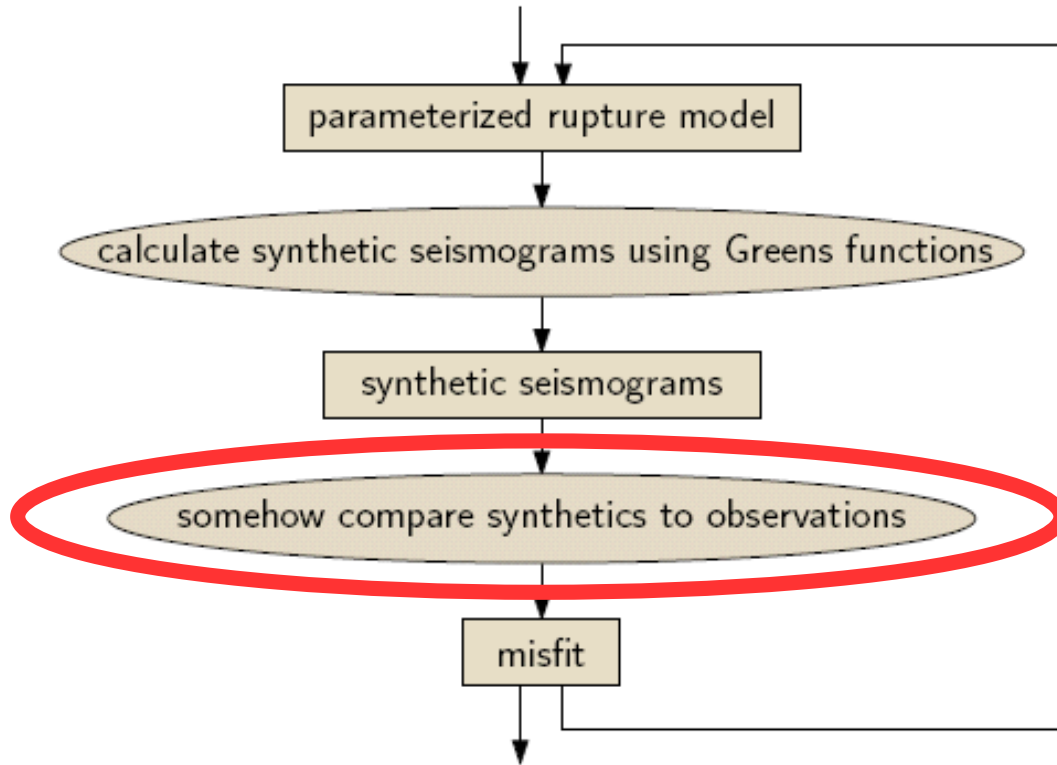 parameterized rupture model
calculate synthetic seismograms using Greens functions
synthetic seismograms
somehow compare synthetics to observations
misfit